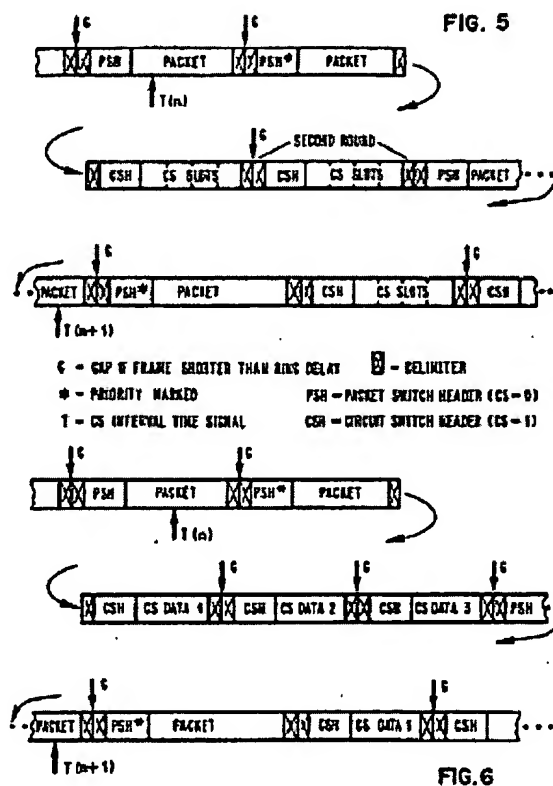 FIG. 5
G G
PSH PACKET PSH* PACKET
T(n)
G SECOND ROUND
CSH CS SLOTS CSH CS SLOTS PSH PACKET
G G
PACKET PSH* PACKET CSH CS SLOTS CSH
T(n+1)
G - GAP IF FRAME SHORTER THAN RING DELAY - DELIMITER
* - PRIORITY MARKED PSH - PACKET SWITCH HEADER (CS=0)
T - CS INTERVAL TIME SIGNAL CSH - CIRCUIT SWITCH HEADER (CS=1)
G G
PSH PACKET PSH* PACKET
T(n)
G G G
CSH CS DATA 1 CSH CS DATA 2 CSH CS DATA 3 PSH
G G
PACKET PSH* PACKET CSH CS DATA 1 CSH
T(n+1)
FIG.6